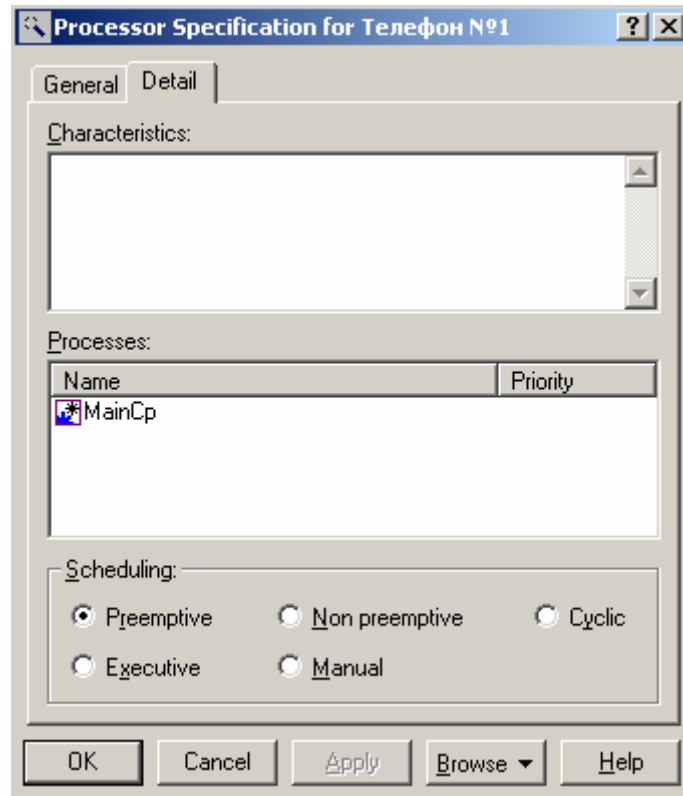 Processor Specification for Телефон №1
General Detail
Characteristics:
Processes:
Name Priority
MainCp
Scheduling:
Preemptive Non preemptive Cyclic
Executive Manual
OK Cancel Apply Browse Help